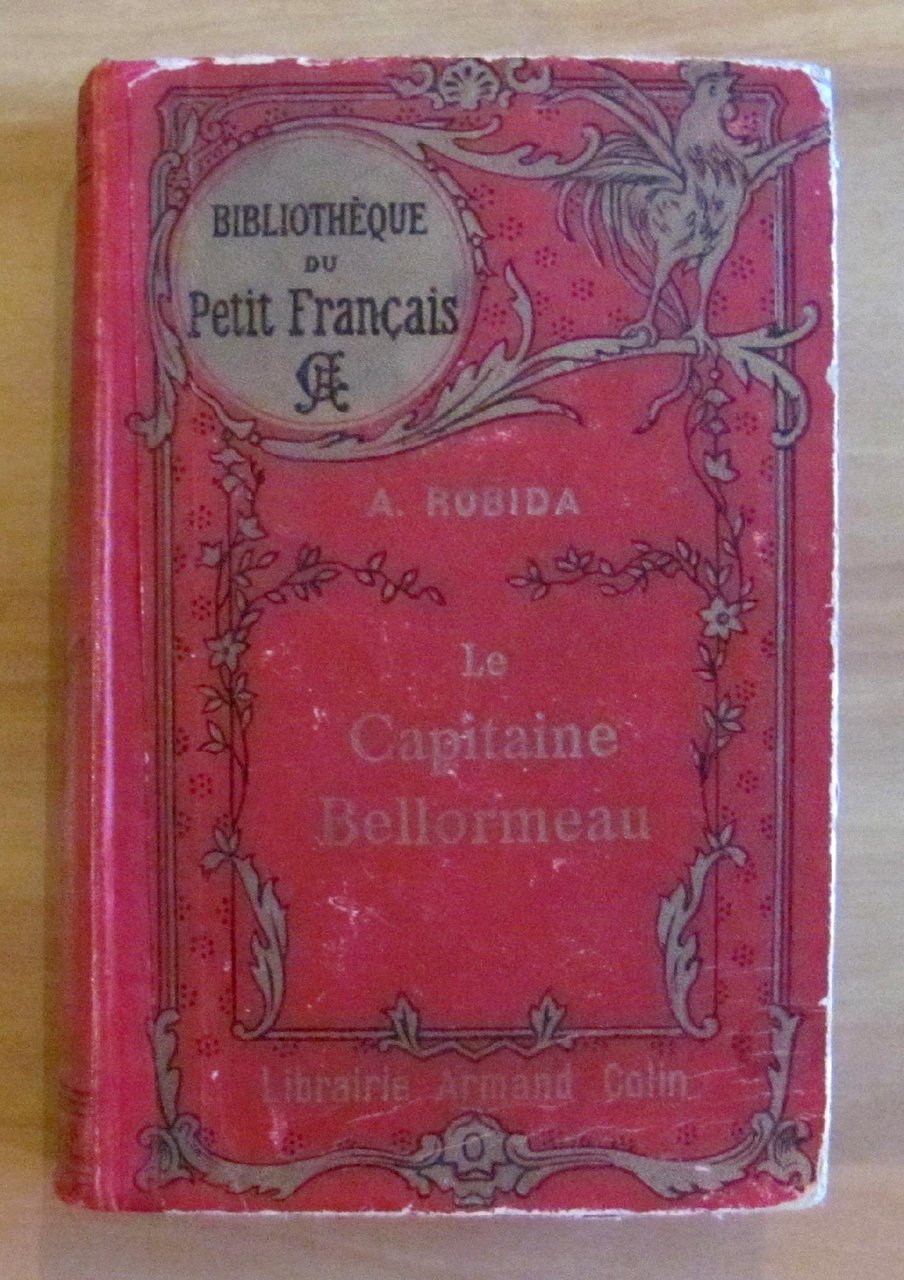 BIBLIOTHÈQUE
DU
Petit Français
A. ROBIDA
Le
Capitaine
Bellormeau
Librairie Armand Colin